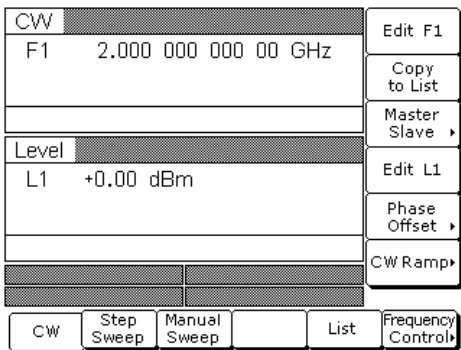 CW
F1 2.000 000 000 00 GHz
Level
L1 +0.00 dBm
Edit F1
Copy
to List
Master
Slave
Edit L1
Phase
Offset
CW Ramp
CW
Step
Sweep
Manual
Sweep
List
Frequency
Control